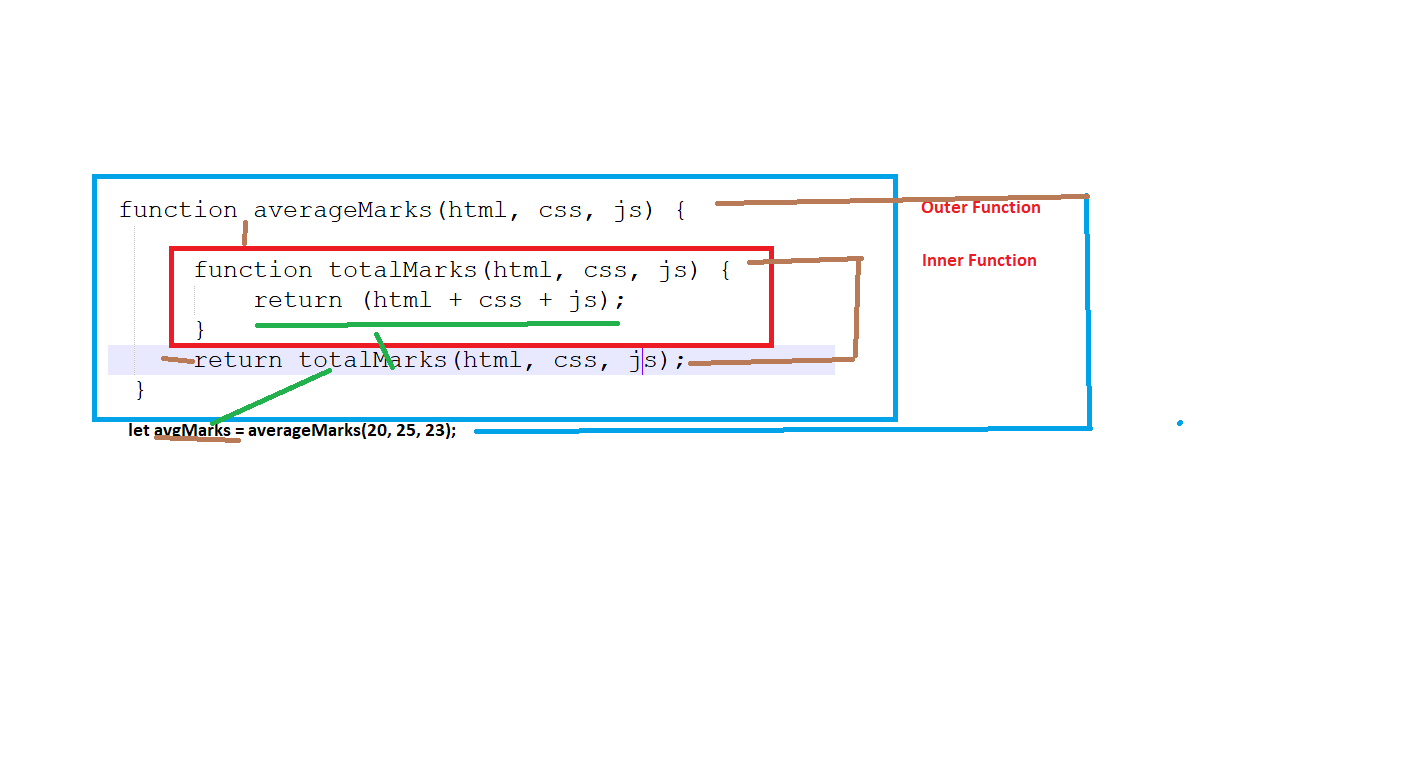 function averageMarks(html, css, js) {
Outer Function
function totalMarks(html, css, js) {
Inner Function
return (html + css + js);
}
return totalMarks(html, css, js);
}
let avgMarks = averageMarks(20, 25, 23);